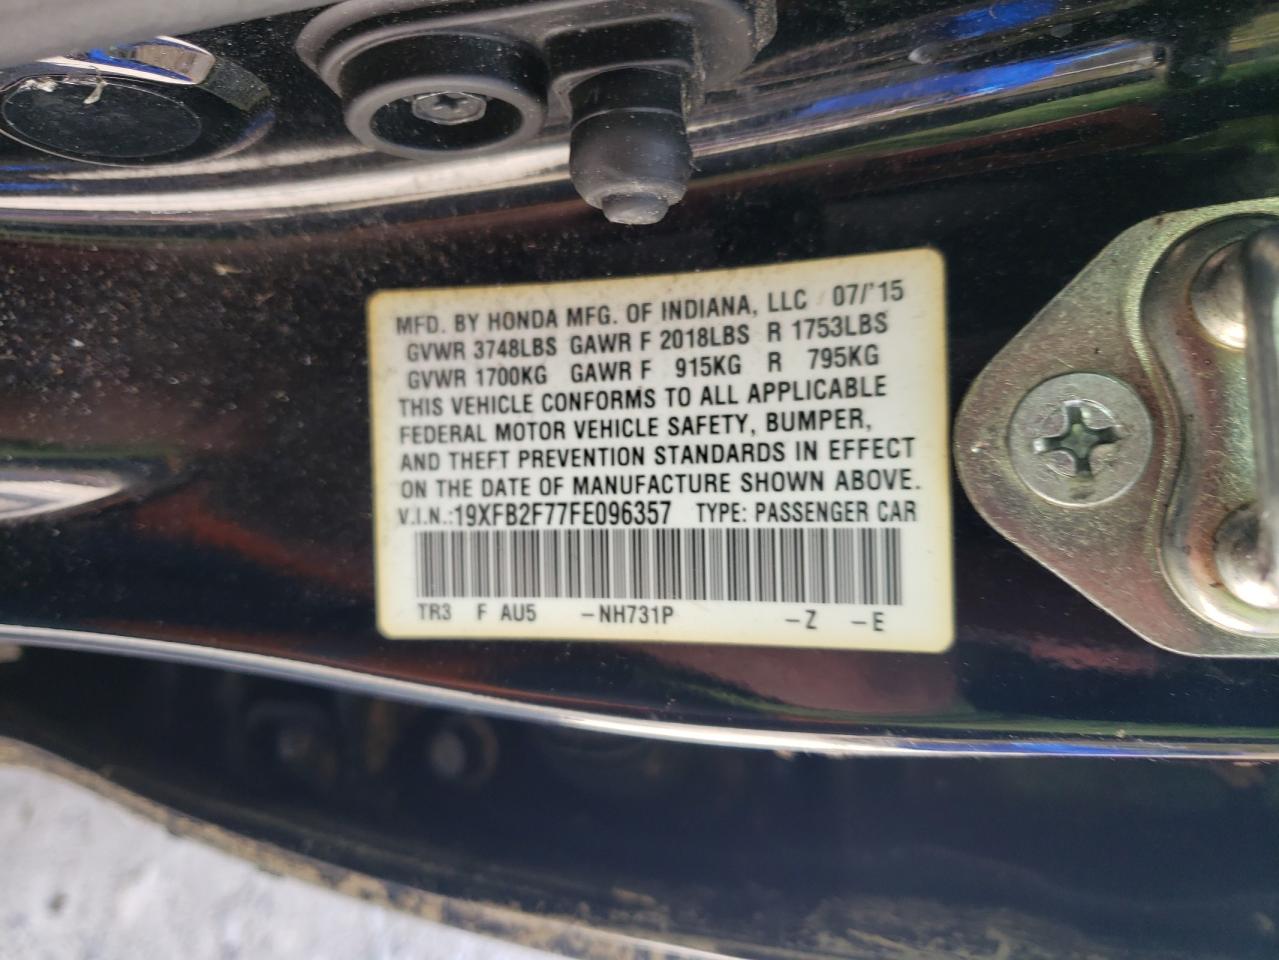 MFD. BY HONDA MFG. OF INDIANA, LLC 07/'15
GVWR 3748LBS GAWR F 2018LBS R 1753LBS
GVWR 1700KG GAWR F 915KG R 795KG
THIS VEHICLE CONFORMS TO ALL APPLICABLE
FEDERAL MOTOR VEHICLE SAFETY, BUMPER,
AND THEFT PREVENTION STANDARDS IN EFFECT
ON THE DATE OF MANUFACTURE SHOWN ABOVE.
V.I.N.:19XFB2F77FE096357 TYPE: PASSENGER CAR
TR3 F AU5 -NH731P -Z -E